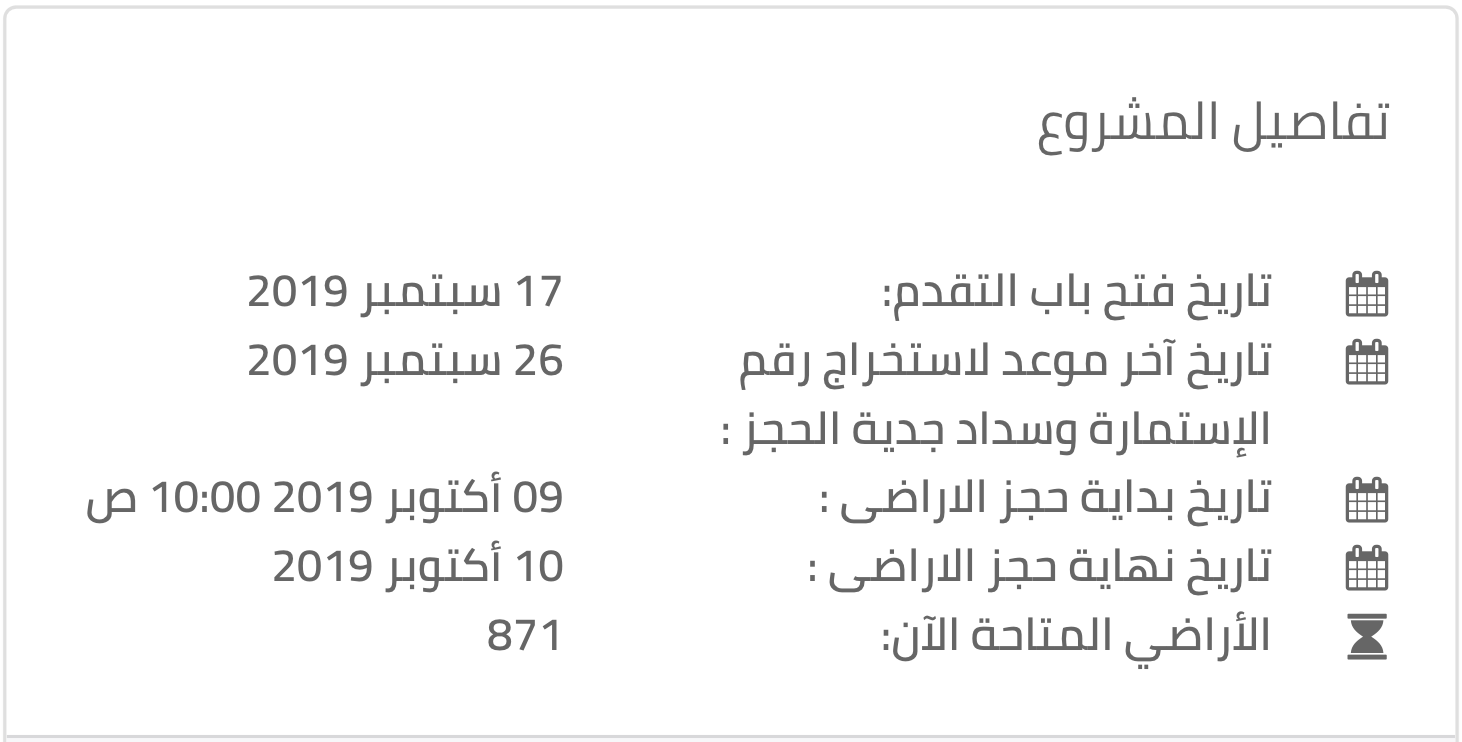 تفاصيل المشروع
تاريخ فتح باب التقدم: 17 سبتمبر 2019
تاريخ آخر موعد لاستخراج رقم 26 سبتمبر 2019
الإستمارة وسداد جدية الحجز :
تاريخ بداية حجز الاراضى : 09 أكتوبر 2019 10:00 ص
تاريخ نهاية حجز الاراضى : 10 أكتوبر 2019
الأراضي المتاحة الآن: 871